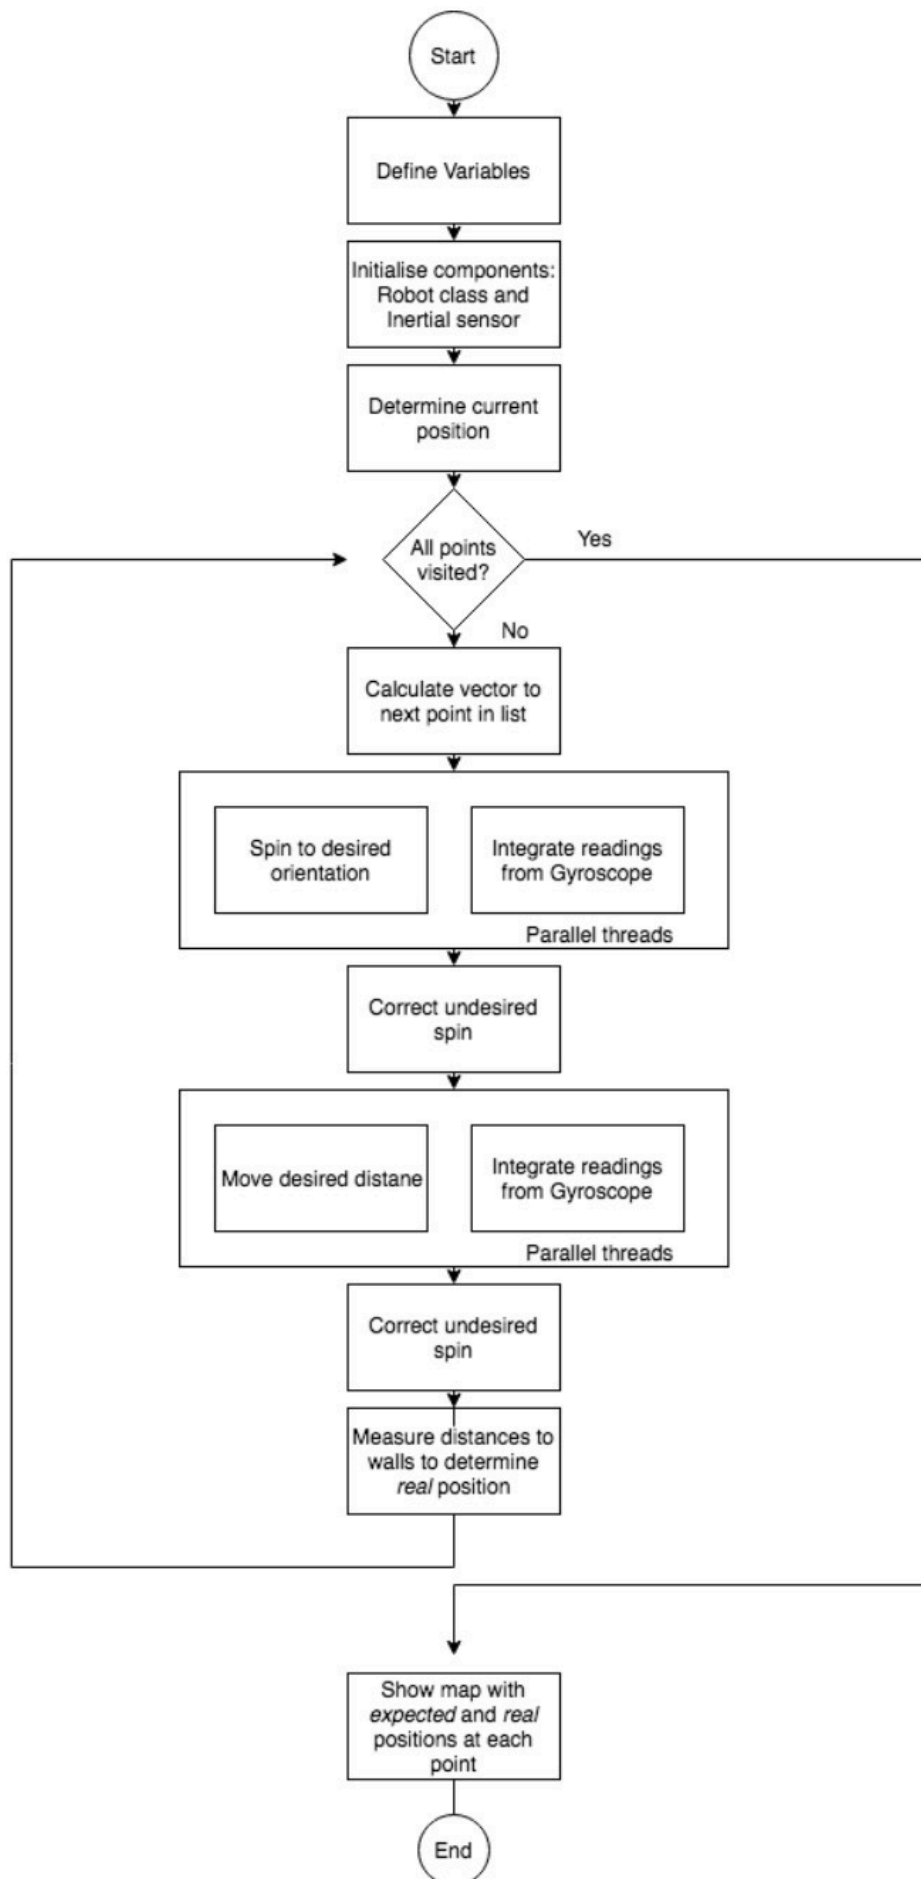 Start
Define Variables
Initialise components:
Robot class and
Inertial sensor
Determine current
position
All points
visited?
Yes
No
Calculate vector to
next point in list
Spin to desired
orientation
Integrate readings
from Gyroscope
Parallel threads
Correct undesired
spin
Move desired distane
Integrate readings
from Gyroscope
Parallel threads
Correct undesired
spin
Measure distances to
walls to determine
real position
Show map with
expected and real
positions at each
point
End